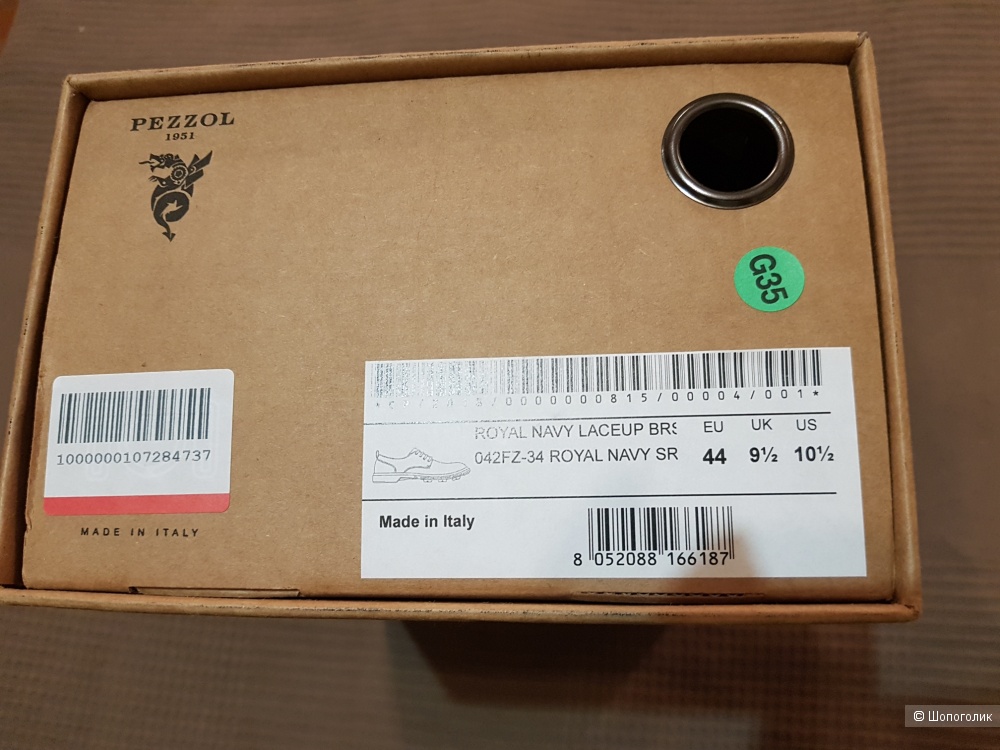 PEZZOL
1951
G35
ROYAL NAVY LACEUP BRS
042FZ-34 ROYAL NAVY SR
EU UK US
44 9½ 10½
1000000107284737
MADE IN ITALY
Made in Italy
8 052088 166187
© Шопоголик